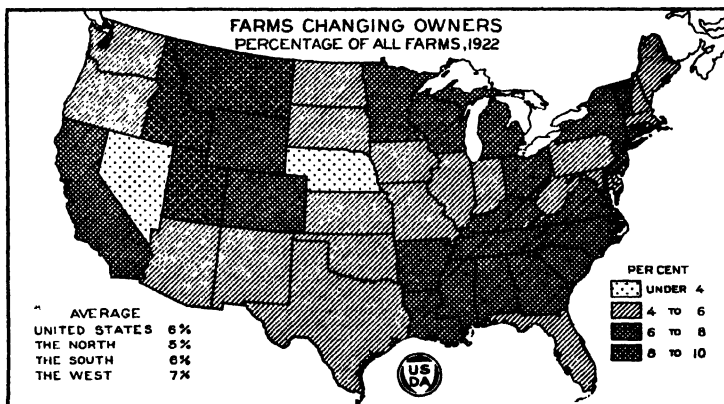 FARMS CHANGING OWNERS
PERCENTAGE OF ALL FARMS, 1922
AVERAGE
UNITED STATES 6%
THE NORTH 5%
THE SOUTH 6%
THE WEST 7%
PER CENT
UNDER 4
4 TO 6
6 TO 8
8 TO 10
US
DA